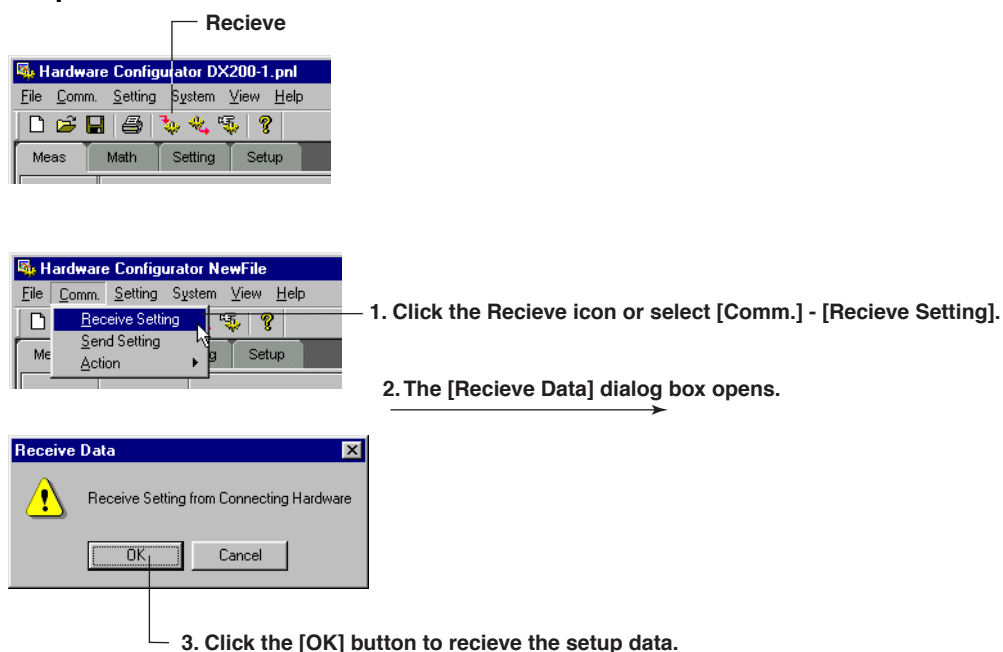 Recieve
Hardware Configurator DX200-1.pnl
File Comm. Setting System View Help
Meas Math Setting Setup
Hardware Configurator NewFile
File Comm. Setting System View Help
Receive Setting
Send Setting
Me g Setup
Action
1. Click the Recieve icon or select [Comm.] - [Recieve Setting].
2. The [Recieve Data] dialog box opens.
Receive Data
Receive Setting from Connecting Hardware
OK Cancel
3. Click the [OK] button to recieve the setup data.